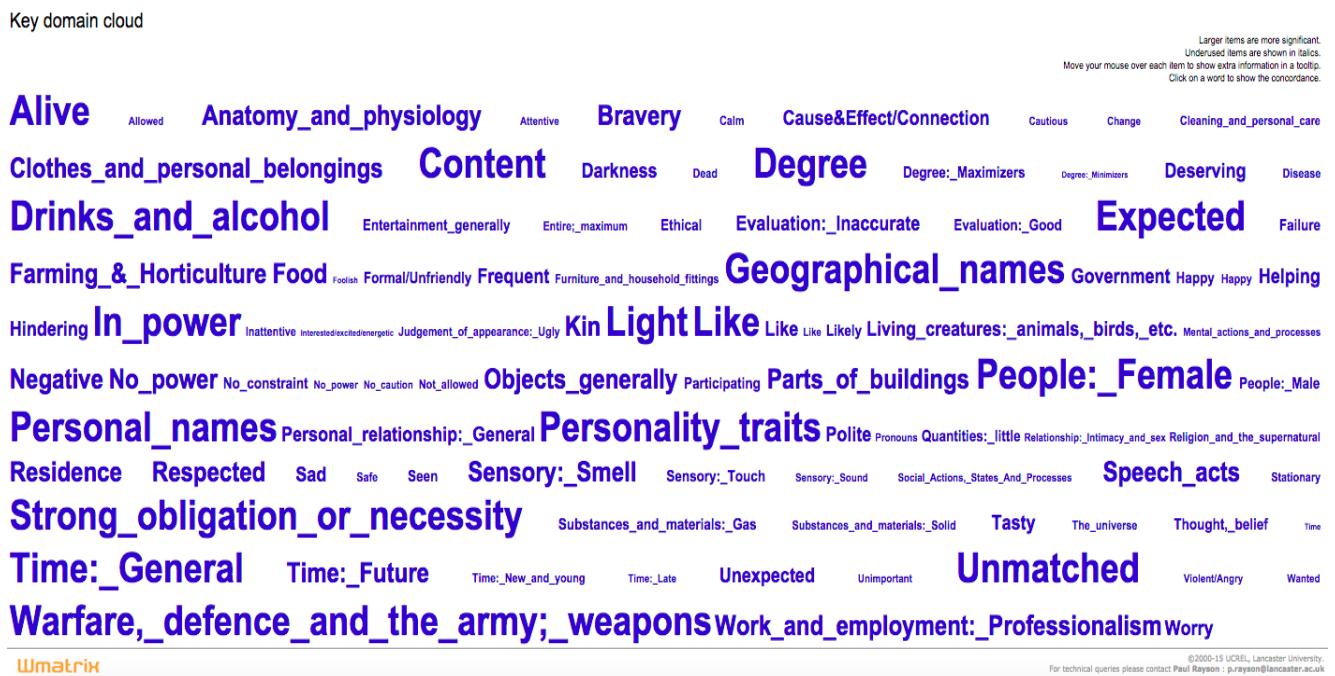 Key domain cloud
Larger items are more significant.
Underused items are shown in italics.
Move your mouse over each item to show extra information in a tooltip.
Click on a word to show the concordance.
Alive Allowed Anatomy_and_physiology Attentive Bravery Calm Cause&Effect/Connection Cautious Change Cleaning_and_personal_care
Clothes_and_personal_belongings Content Darkness Dead Degree Degree:_Maximizers Degree:_Minimizers Deserving Disease
Drinks_and_alcohol Entertainment_generally Entire;_maximum Ethical Evaluation:_Inaccurate Evaluation:_Good Expected Failure
Farming_&_Horticulture Food Foolish Formal/Unfriendly Frequent Furniture_and_household_fittings Geographical_names Government Happy Happy Helping
Hindering In_power Inattentive Interested/excited/energetic Judgement_of_appearance:_Ugly Kin Light Like Like Like Likely Living_creatures:_animals,_birds,_etc. Mental_actions_and_processes
Negative No_power No_constraint No_power No_caution Not_allowed Objects_generally Participating Parts_of_buildings People:_Female People:_Male
Personal_names Personal_relationship:_General Personality_traits Polite Pronouns Quantities:_little Relationship:_Intimacy_and_sex Religion_and_the_supernatural
Residence Respected Sad Safe Seen Sensory:_Smell Sensory:_Touch Sensory:_Sound Social_Actions,_States_And_Processes Speech_acts Stationary
Strong_obligation_or_necessity Substances_and_materials:_Gas Substances_and_materials:_Solid Tasty The_universe Thought,_belief Time
Time:_General Time:_Future Time:_New_and_young Time:_Late Unexpected Unimportant Unmatched Violent/Angry Wanted
Warfare,_defence_and_the_army;_weapons Work_and_employment:_Professionalism Worry
Wmatrix
©2000-15 UCREL, Lancaster University.
For technical queries please contact Paul Rayson : p.rayson@lancaster.ac.uk